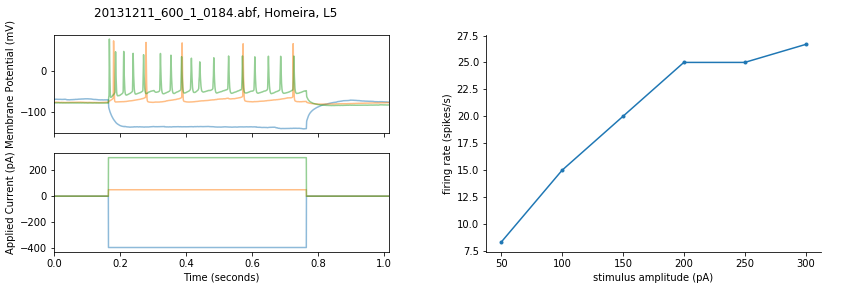 20131211_600_1_0184.abf, Homeira, L5
Membrane Potential (mV)
0
−100
Applied Current (pA)
200
0
−200
−400
0.0 0.2 0.4 0.6 0.8 1.0
Time (seconds)
firing rate (spikes/s)
27.5
25.0
22.5
20.0
17.5
15.0
12.5
10.0
7.5
50 100 150 200 250 300
stimulus amplitude (pA)